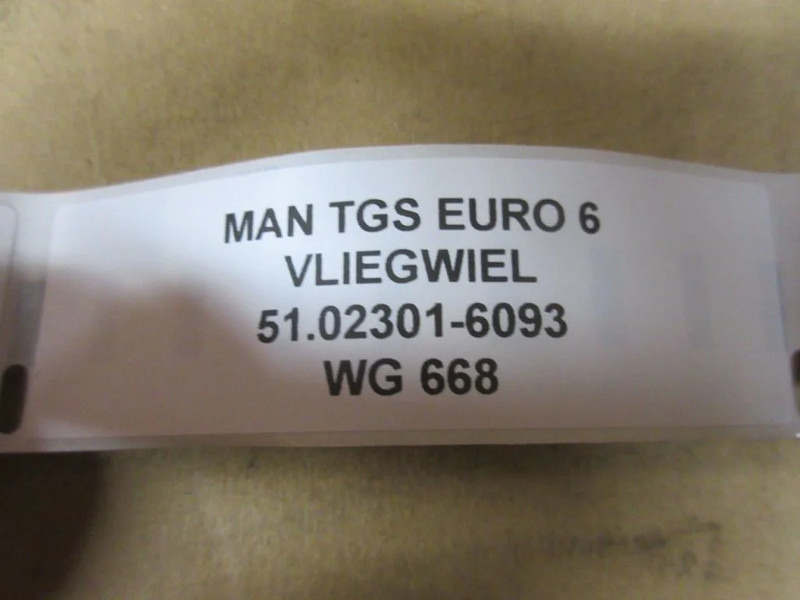 MAN TGS EURO 6
VLIEGWIEL
51.02301-6093
WG 668